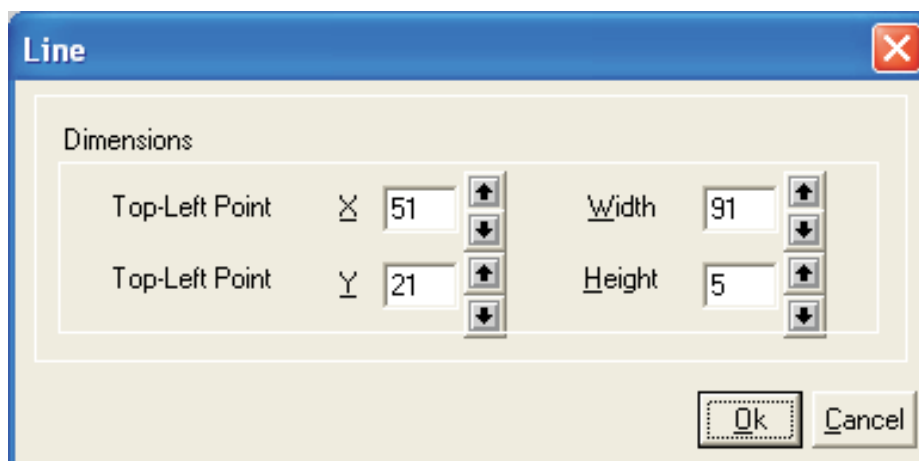 Line
Dimensions
Top-Left Point X 51 Width 91
Top-Left Point Y 21 Height 5
Ok Cancel